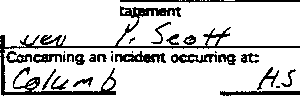 tatement
P. Scott
Concerning an incident occurring at:
Columb H.S